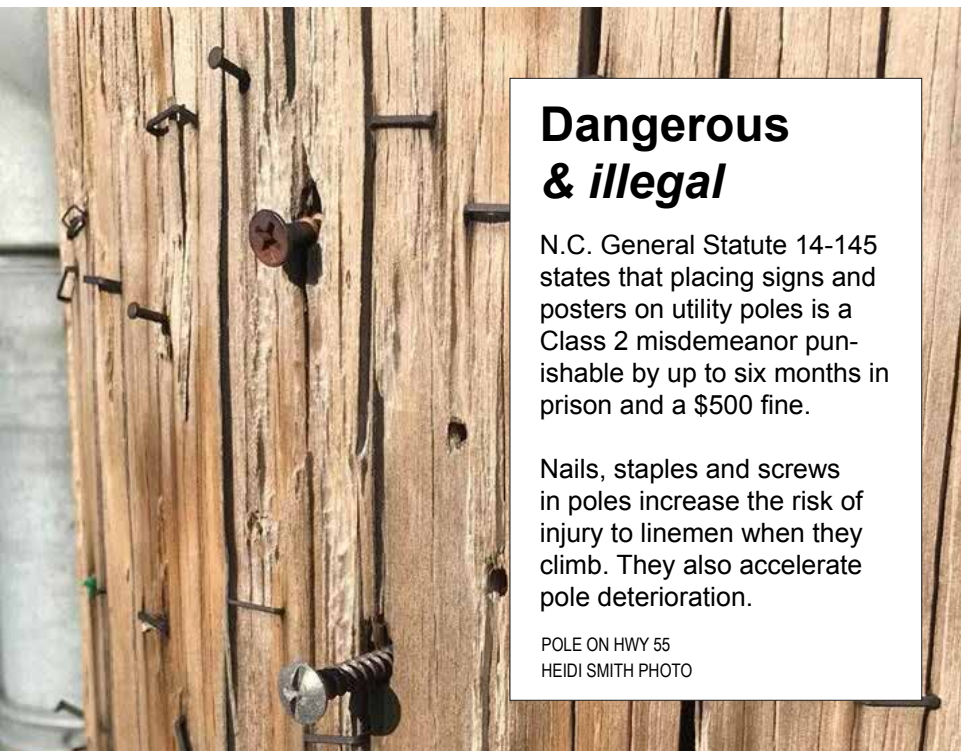 Dangerous
& illegal
N.C. General Statute 14-145
states that placing signs and
posters on utility poles is a
Class 2 misdemeanor pun-
ishable by up to six months in
prison and a $500 fine.
Nails, staples and screws
in poles increase the risk of
injury to linemen when they
climb. They also accelerate
pole deterioration.
POLE ON HWY 55
HEIDI SMITH PHOTO